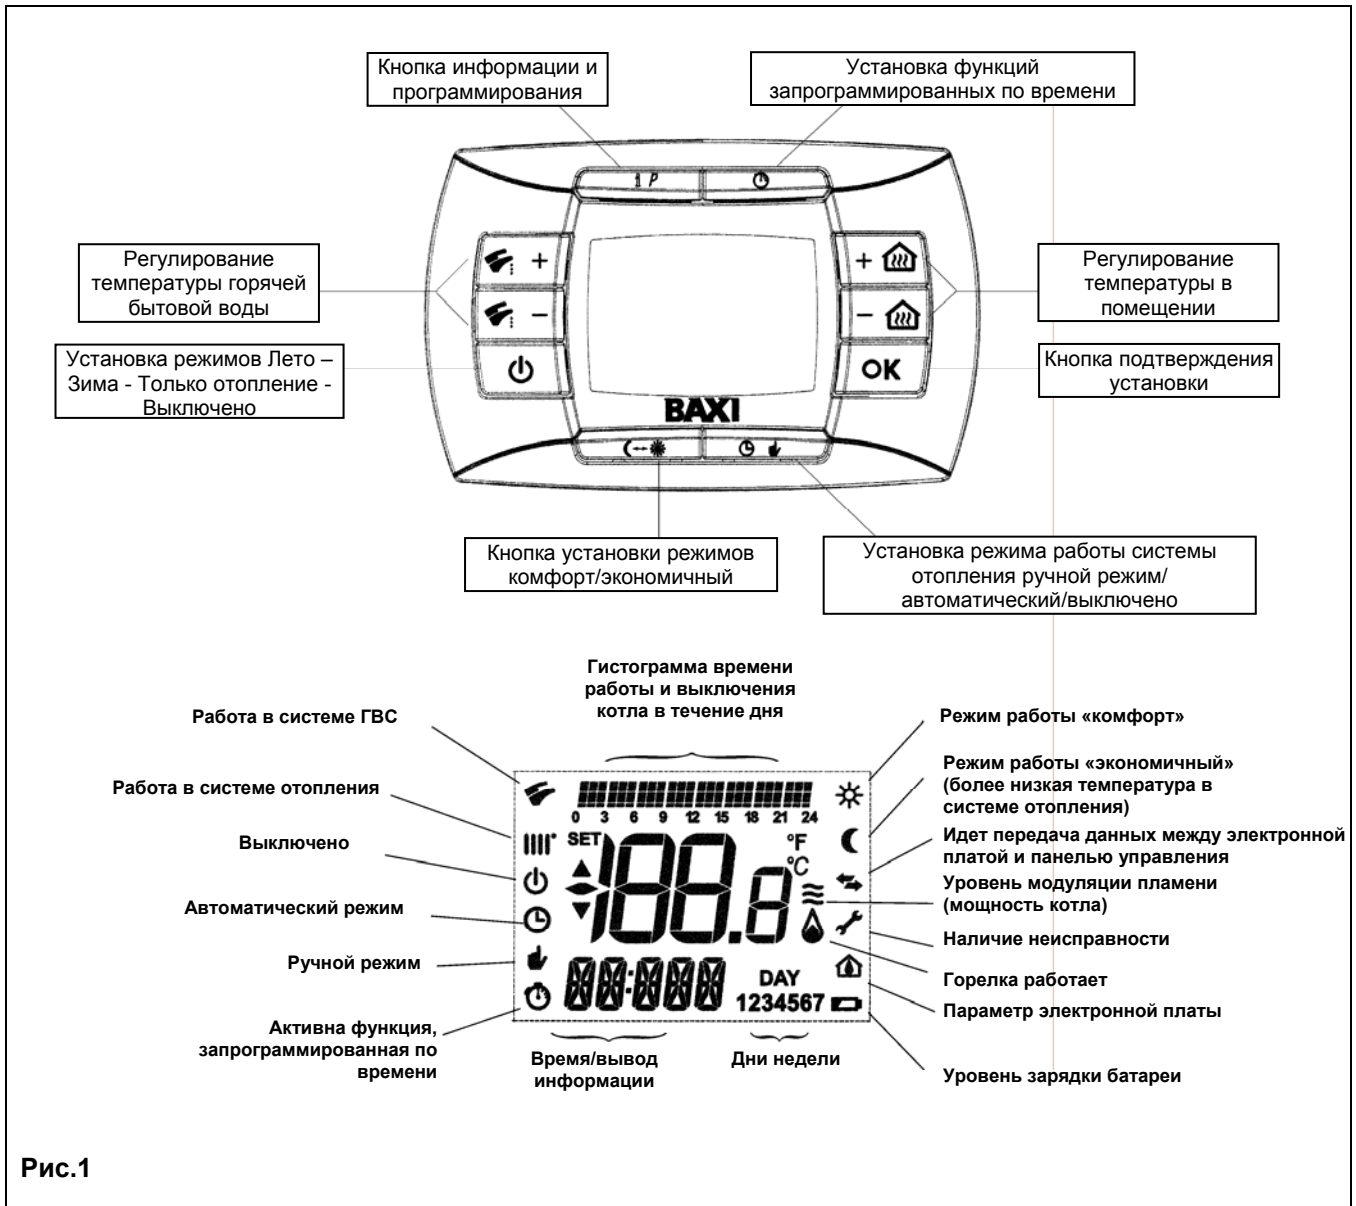 Кнопка информации и
программирования
Установка функций
запрограммированных по времени
i P
Регулирование
температуры горячей
бытовой воды
+
+
Регулирование
температуры в
помещении
-
-
Установка режимов Лето –
Зима - Только отопление -
Выключено
OK
Кнопка подтверждения
установки
BAXI
Кнопка установки режимов
комфорт/экономичный
Установка режима работы системы
отопления ручной режим/
автоматический/выключено
Гистограмма времени
работы и выключения
котла в течение дня
Работа в системе ГВС
Режим работы «комфорт»
Режим работы «экономичный»
(более низкая температура в
системе отопления)
Работа в системе отопления
0 3 6 9 12 15 18 21 24
Выключено
SET
°F
°C
188.8
Идет передача данных между электронной
платой и панелью управления
Уровень модуляции пламени
(мощность котла)
Автоматический режим
Наличие неисправности
Ручной режим
Горелка работает
DAY
1234567
Параметр электронной платы
Активна функция,
запрограммированная по
времени
Время/вывод
информации
Дни недели
Уровень зарядки батареи
Рис.1